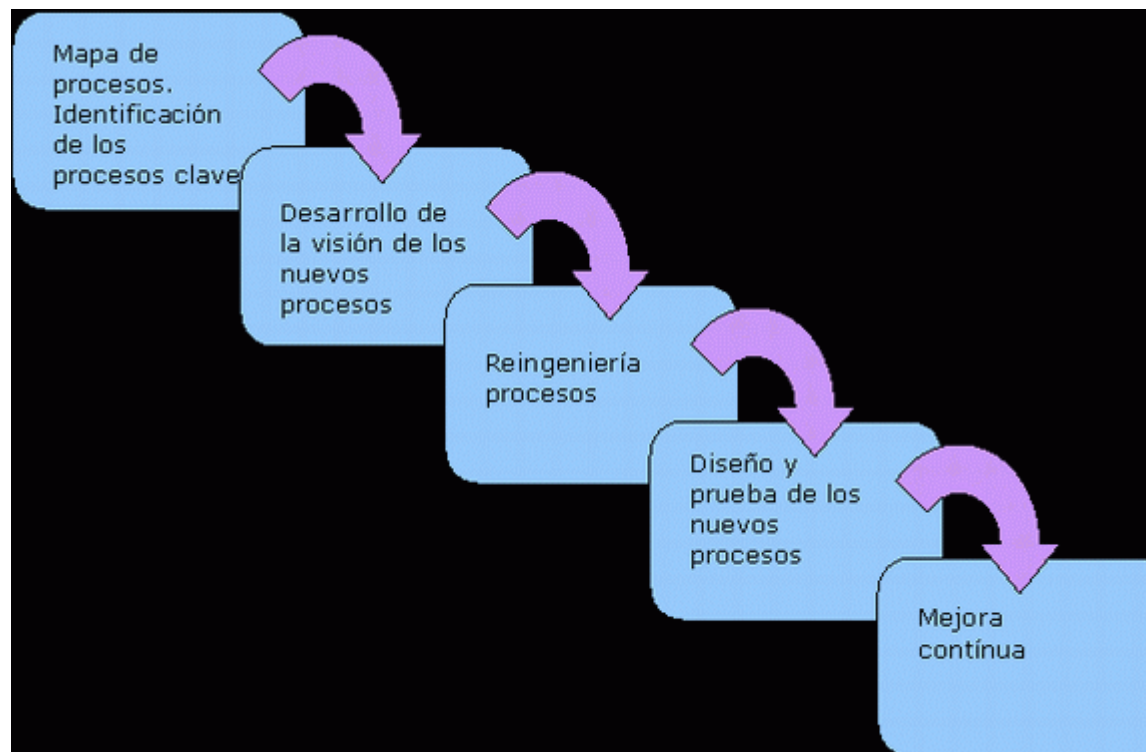 Mapa de
procesos.
Identificación
de los
procesos clave
Desarrollo de
la visión de los
nuevos
procesos
Reingeniería
procesos
Diseño y
prueba de los
nuevos
procesos
Mejora
contínua